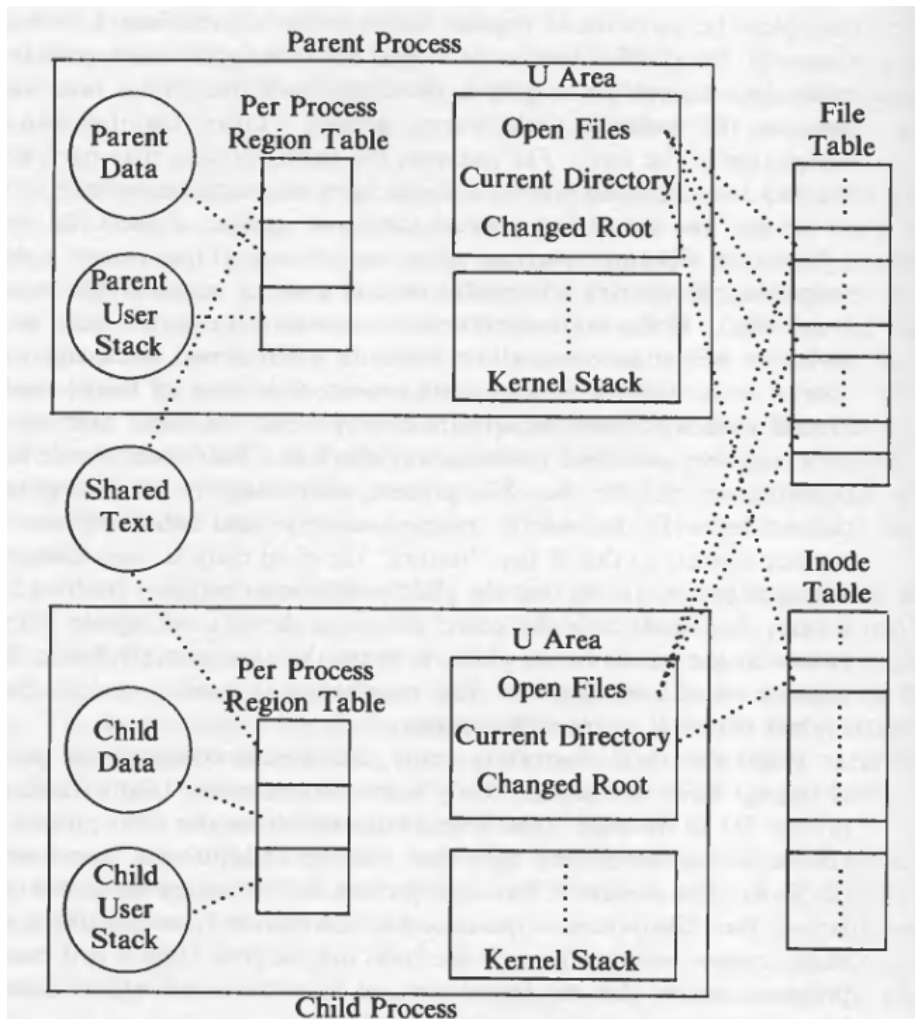 Parent Process
U Area
Per Process
Region Table
Parent
Data
Open Files
Current Directory
Changed Root
File
Table
Parent
User
Stack
Kernel Stack
Shared
Text
Inode
Table
U Area
Per Process
Region Table
Open Files
Current Directory
Changed Root
Child
Data
Child
User
Stack
Kernel Stack
Child Process